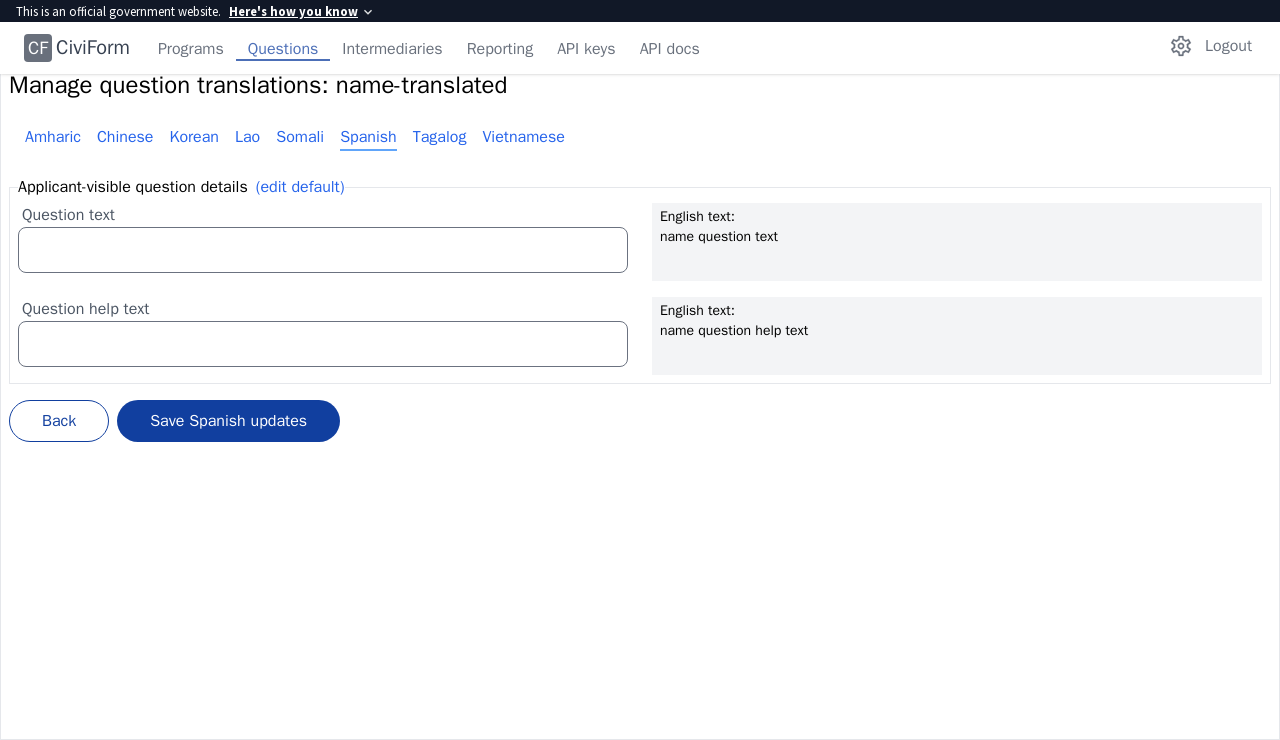 This is an official government website. Here's how you know
CF CiviForm Programs Questions Intermediaries Reporting API keys API docs Logout
Manage question translations: name-translated
Amharic Chinese Korean Lao Somali Spanish Tagalog Vietnamese
Applicant-visible question details (edit default)
Question text
English text:
name question text
Question help text
English text:
name question help text
Back Save Spanish updates